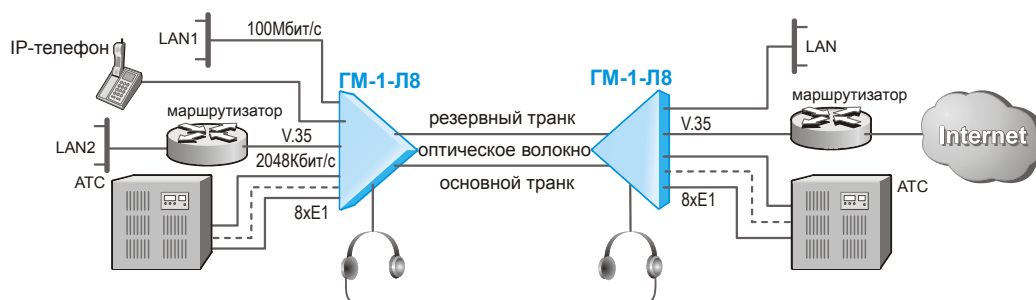 LAN1
100Мбит/с
IP-телефон
ГМ-1-Л8
маршрутизатор
LAN2
V.35
2048Кбит/с
АТС
8xE1
резервный транк
оптическое волокно
основной транк
ГМ-1-Л8
LAN
маршрутизатор
V.35
Internet
АТС
8xE1